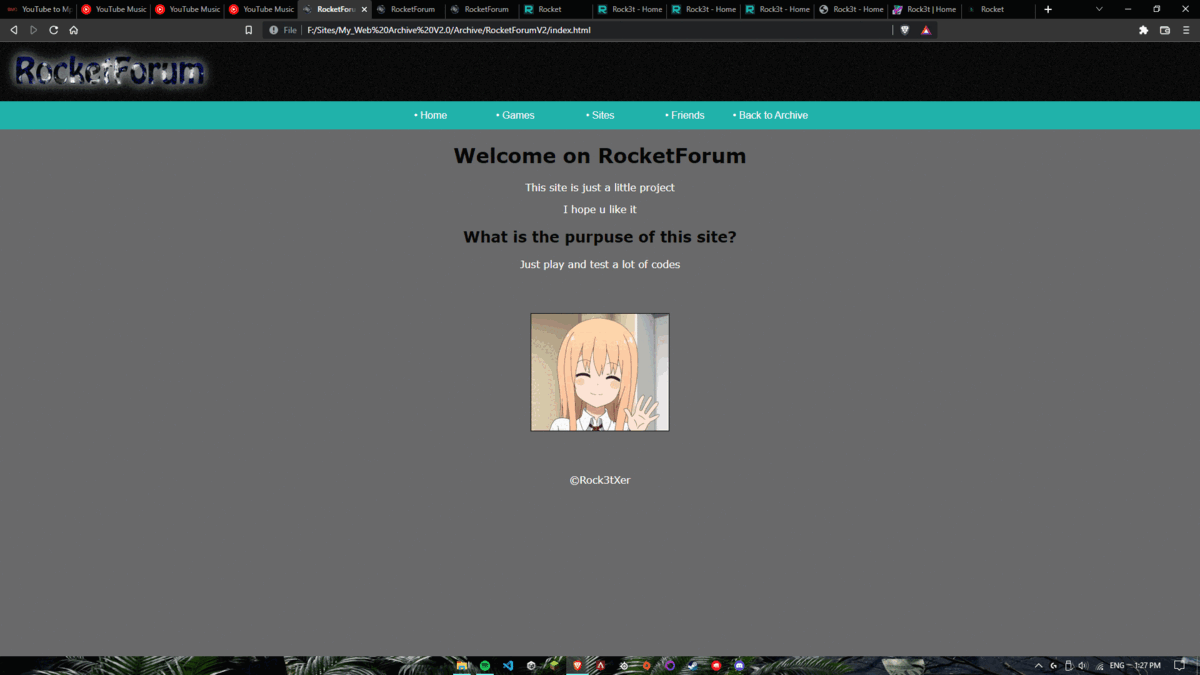 YouTube to Mp
YouTube Music
YouTube Music
YouTube Music
RocketForu
RocketForum
RocketForum
Rocket
Rock3t - Home
Rock3t - Home
Rock3t - Home
Rock3t - Home
Rock3t | Home
Rocket
File
F:/Sites/My_Web%20Archive%20V2.0/Archive/RocketForumV2/index.html
RocketForum
• Home
• Games
• Sites
• Friends
• Back to Archive
Welcome on RocketForum
This site is just a little project
I hope u like it
What is the purpuse of this site?
Just play and test a lot of codes
©Rock3tXer
ENG
1:27 PM